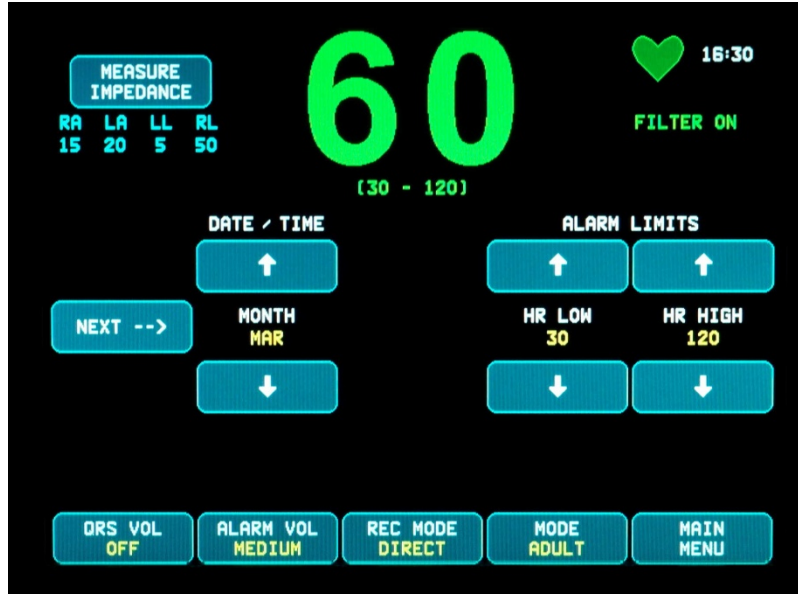 60
16:30
MEASURE
IMPEDANCE
RA LA LL RL
15 20 5 50
FILTER ON
(30 - 120)
DATE / TIME
ALARM LIMITS
NEXT -->
MONTH
MAR
HR LOW
30
HR HIGH
120
QRS VOL
OFF
ALARM VOL
MEDIUM
REC MODE
DIRECT
MODE
ADULT
MAIN
MENU